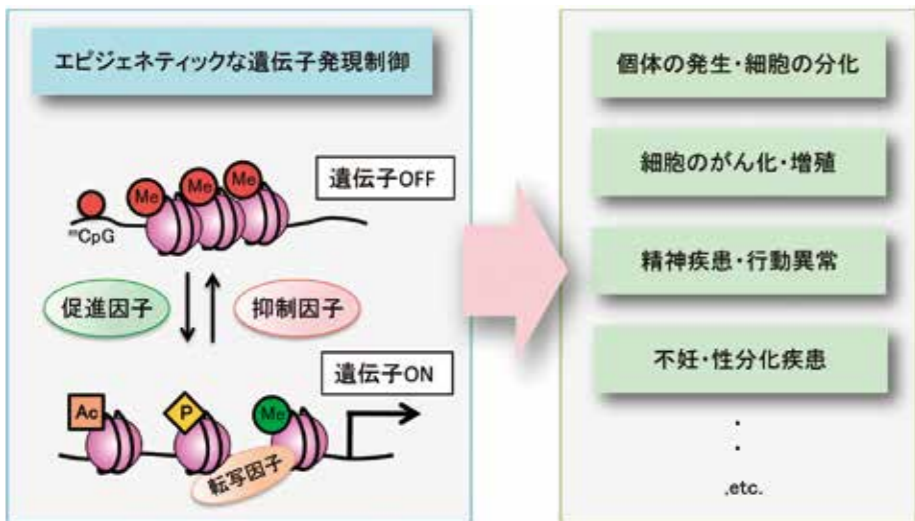 エピジェネティックな遺伝子発現制御
Me Me Me
遺伝子OFF
mCpG
促進因子
抑制因子
遺伝子ON
Ac
P
Me
転写因子
個体の発生・細胞の分化
細胞のがん化・増殖
精神疾患・行動異常
不妊・性分化疾患
.etc.